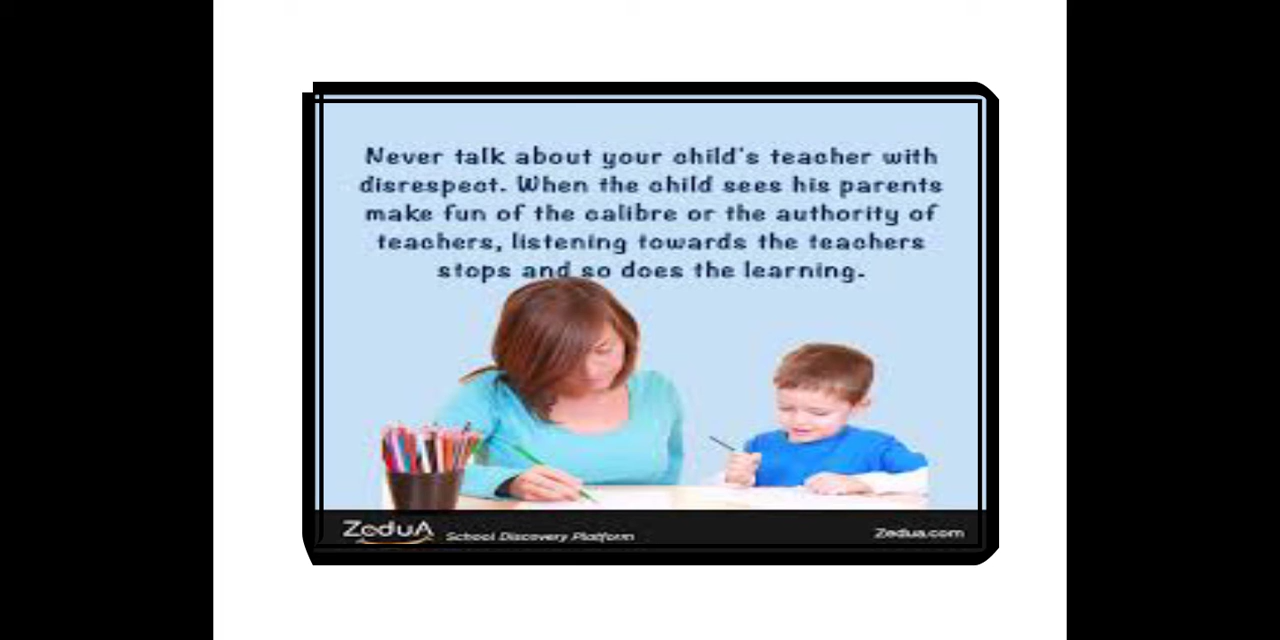 Never talk about your child's teacher with
disrespect. When the child sees his parents
make fun of the calibre or the authority of
teachers, listening towards the teachers
stops and so does the learning.
ZeduA School Discovery Platform
Zedua.com